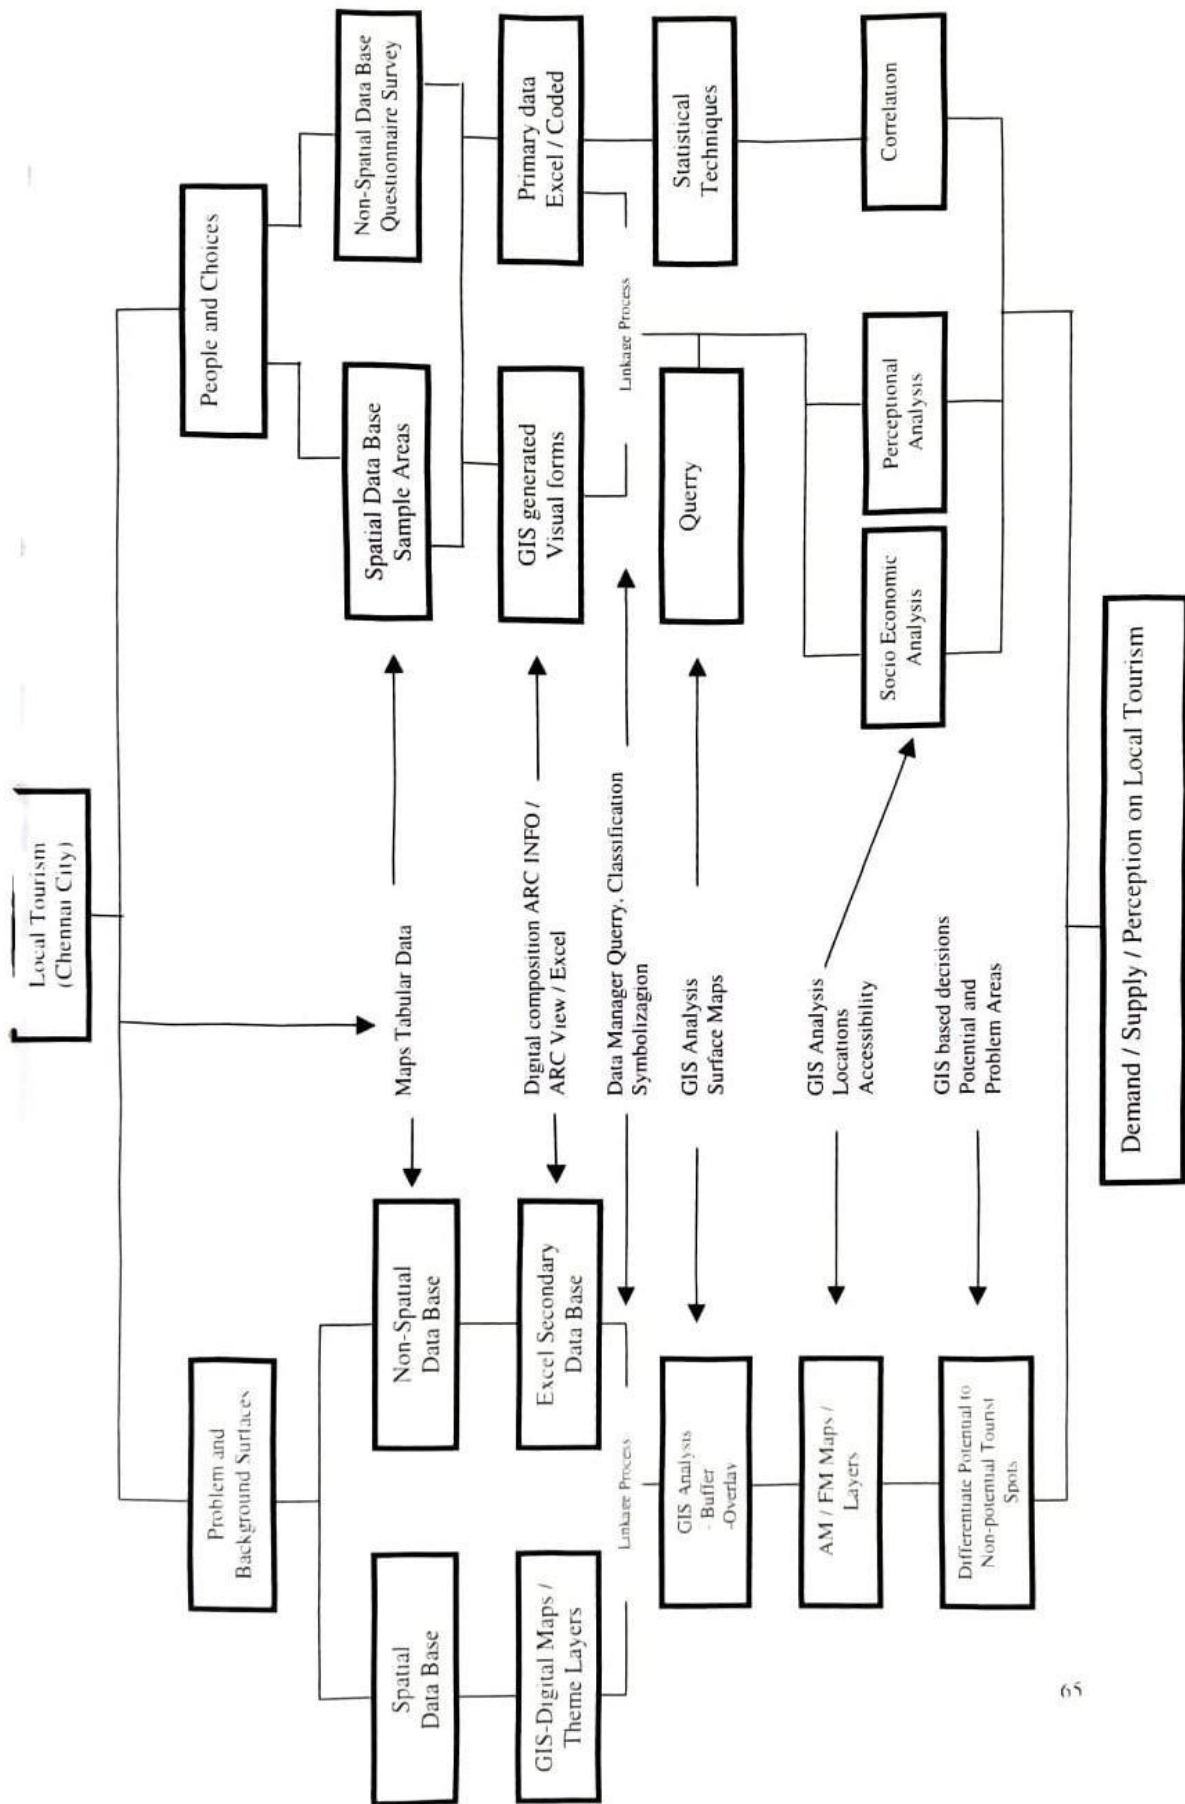 Local Tourism
(Chennai City)
Problem and
Background Surfaces
People and Choices
Spatial
Data Base
Non-Spatial
Data Base
Maps Tabular Data
Spatial Data Base
Sample Areas
Non-Spatial Data Base
Questionnaire Survey
GIS-Digital Maps /
Theme Layers
Excel Secondary
Data Base
Digital composition ARC INFO /
ARC View / Excel
GIS generated
Visual forms
Primary data
Excel / Coded
Linkage Process
Data Manager Querry, Classification
Symbolizagion
Linkage Process
GIS Analysis
- Buffer
-Overlay
GIS Analysis
Surface Maps
Querry
Statistical
Techniques
AM / FM Maps /
Layers
GIS Analysis
Locations
Accessibility
Socio Economic
Analysis
Perceptional
Analysis
Correlation
Differentiate Potential to
Non-potential Tourist
Spots
GIS based decisions
Potential and
Problem Areas
Demand / Supply / Perception on Local Tourism
65